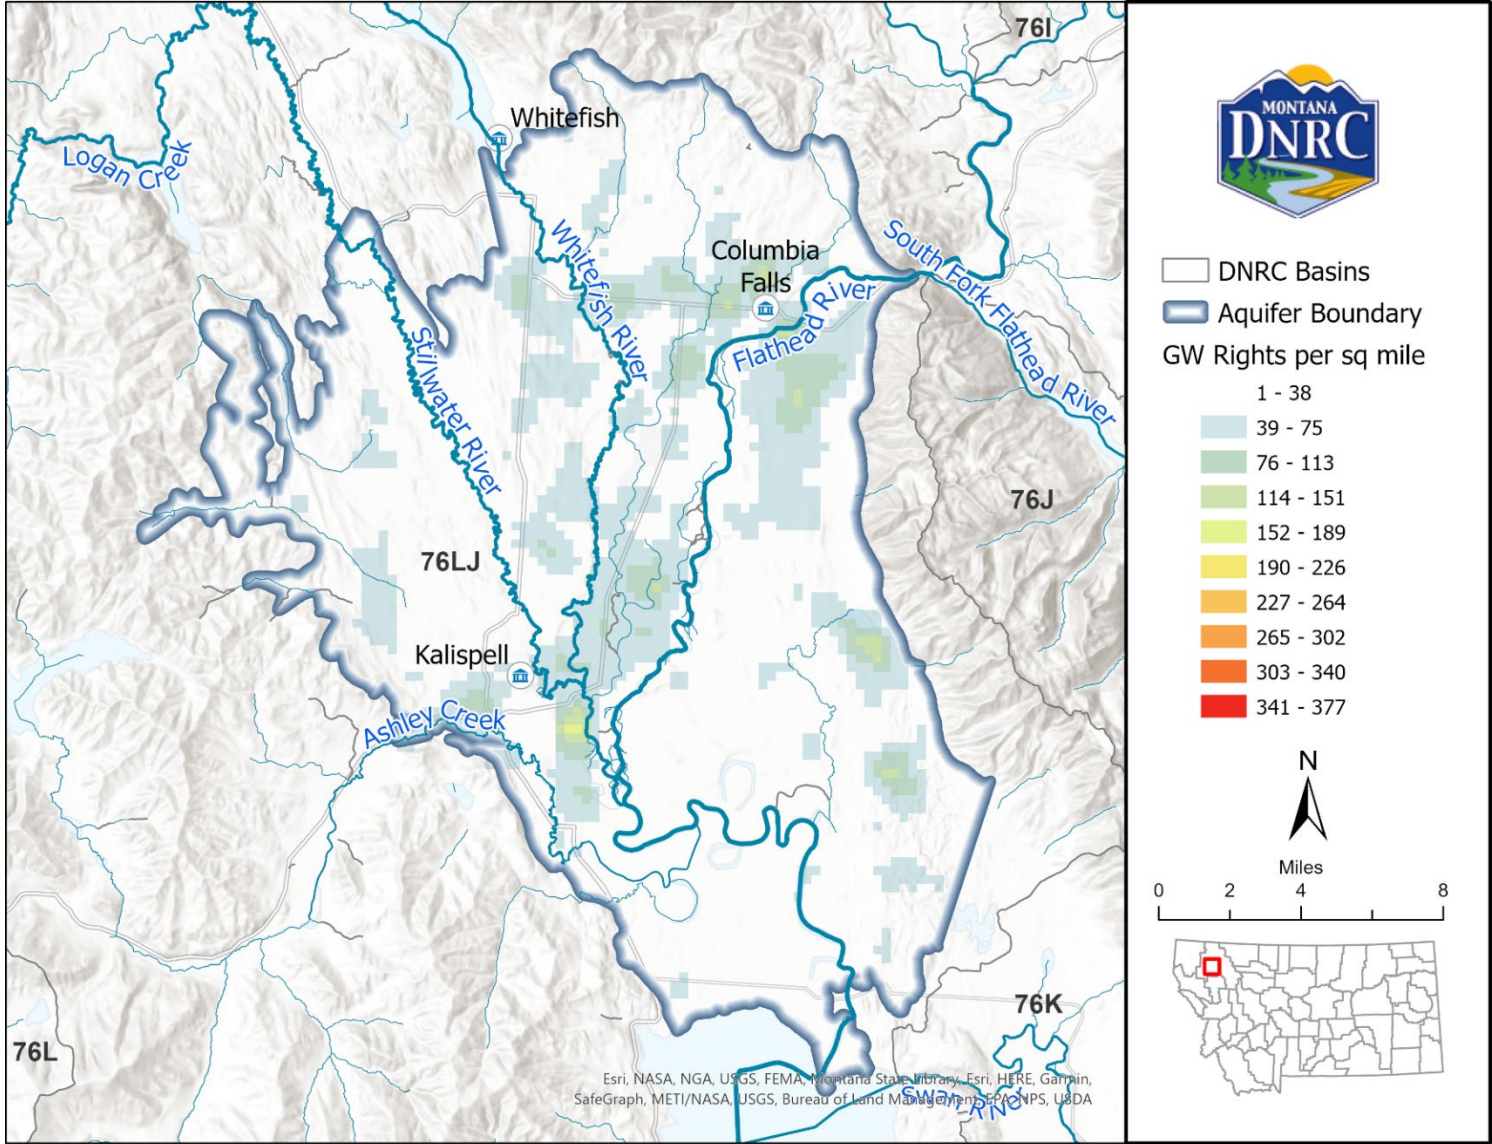 76I
Whitefish
Logan Creek
Whitefish River
Columbia
Falls
South Fork Flathead River
Flathead River
Stillwater River
76J
76LJ
Kalispell
Ashley Creek
76K
76L
Swan River
Esri, NASA, NGA, USGS, FEMA, Montana State Library, Esri, HERE, Garmin,
SafeGraph, METI/NASA, USGS, Bureau of Land Management, EPA, NPS, USDA
MONTANA
DNRC
DNRC Basins
Aquifer Boundary
GW Rights per sq mile
1 - 38
39 - 75
76 - 113
114 - 151
152 - 189
190 - 226
227 - 264
265 - 302
303 - 340
341 - 377
N
Miles
0 2 4 8